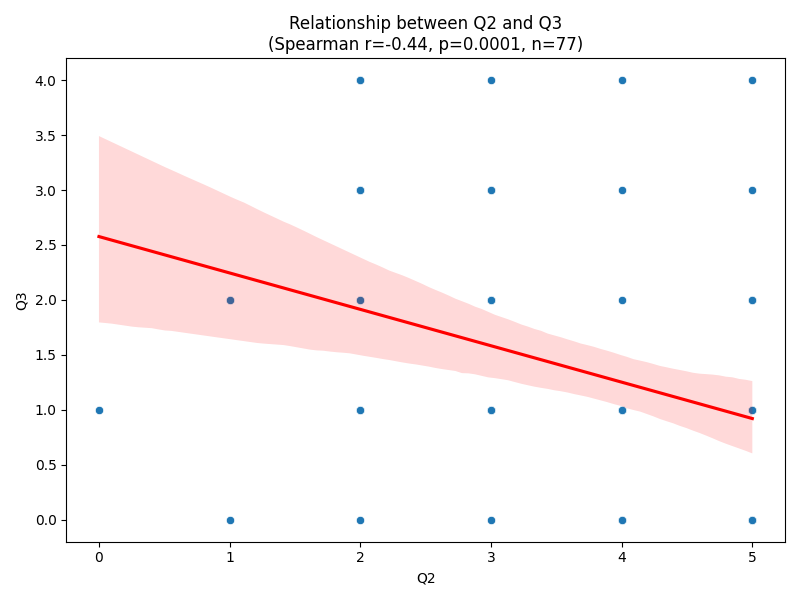 Relationship between Q2 and Q3
(Spearman r=-0.44, p=0.0001, n=77)
4.0
3.5
3.0
2.5
2.0
1.5
1.0
0.5
0.0
Q3
0 1 2 3 4 5
Q2